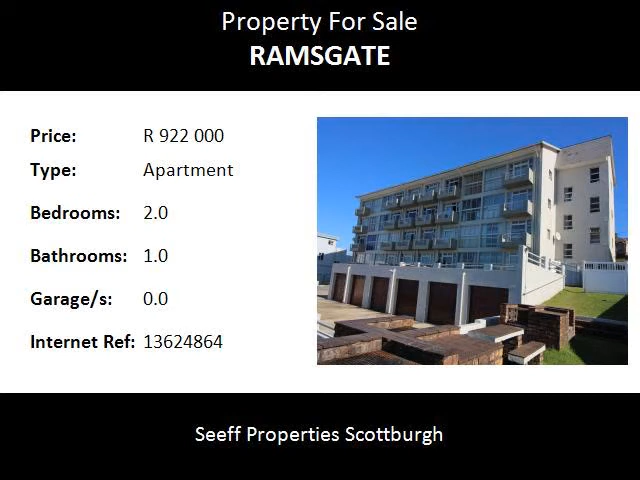 Property For Sale
RAMSGATE
Price: R 922 000
Type: Apartment
Bedrooms: 2.0
Bathrooms: 1.0
Garage/s: 0.0
Internet Ref: 13624864
Seeff Properties Scottburgh